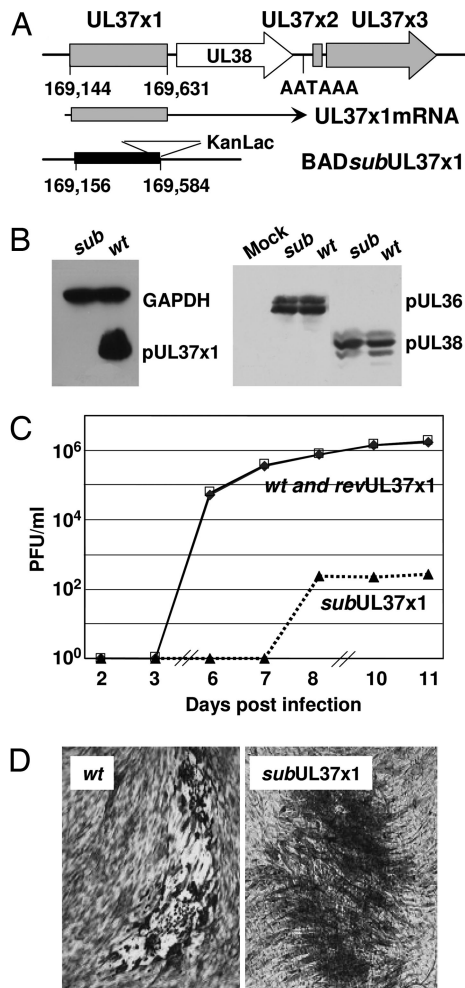 A
UL37x1
UL38
UL37x2
UL37x3
AATAAA
169,144
169,631
UL37x1mRNA
KanLac
BADsubUL37x1
169,156
169,584
B
sub
wt
GAPDH
pUL37x1
Mock
sub
wt
sub
wt
pUL36
pUL38
C
PFU/ml
10^6
10^4
10^2
10^0
wt and revUL37x1
subUL37x1
2 3 6 7 8 10 11
Days post infection
D
wt
subUL37x1